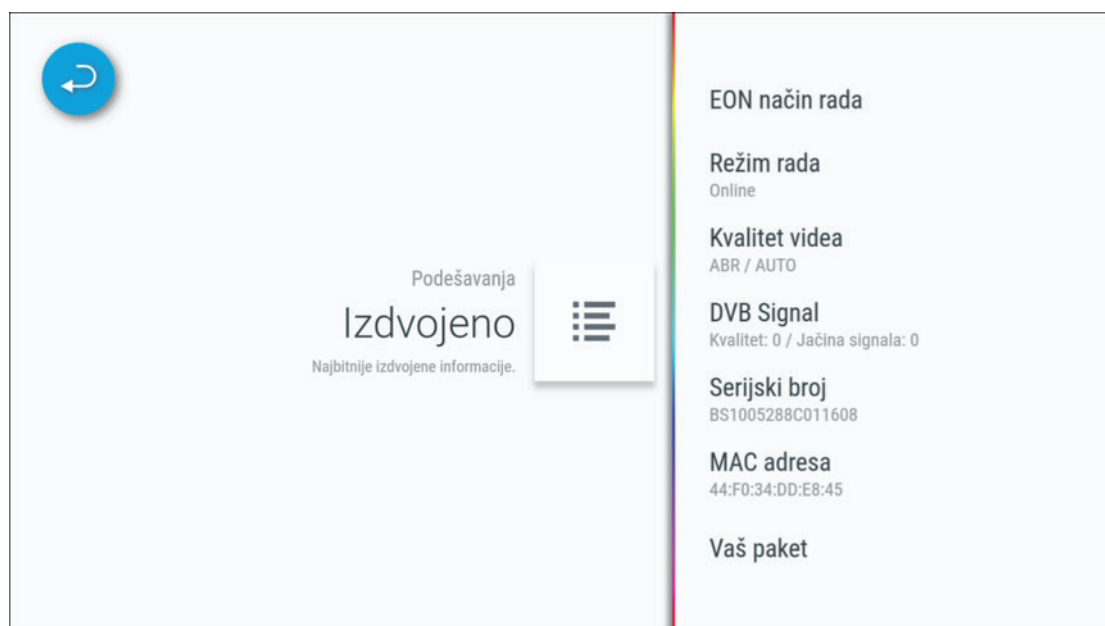 Podešavanja
Izdvojeno
Najbitnije izdvojene informacije.
EON način rada
Režim rada
Online
Kvalitet videa
ABR / AUTO
DVB Signal
Kvalitet: 0 / Jačina signala: 0
Serijski broj
BS1005288C011608
MAC adresa
44:F0:34:DD:E8:45
Vaš paket